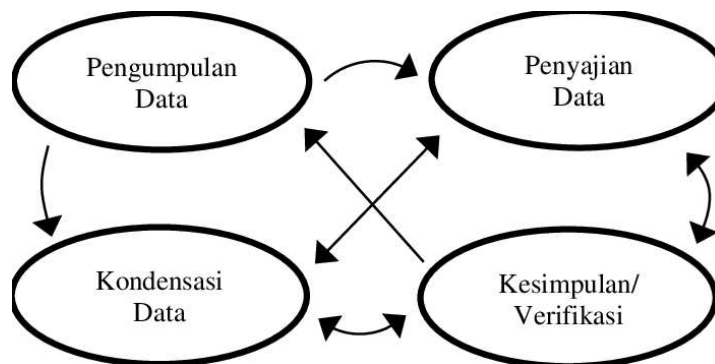 Pengumpulan
Data
Penyajian
Data
Kondensasi
Data
Kesimpulan/
Verifikasi